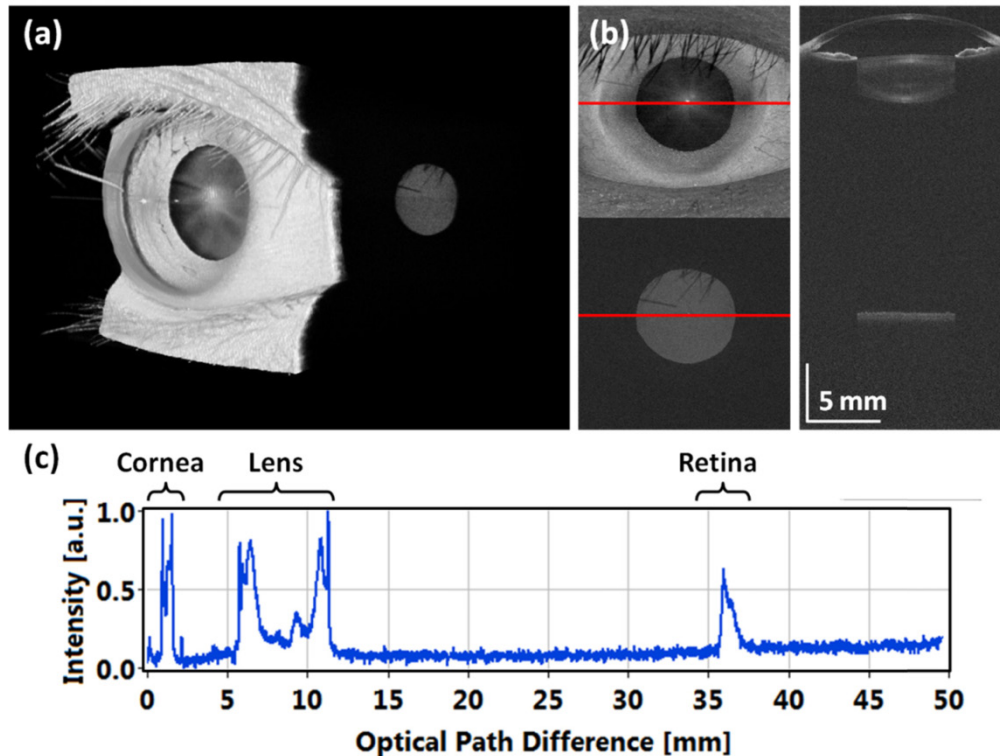 (a)
(b)
5 mm
(c)
Cornea
Lens
Retina
Intensity [a.u.]
1.0
0.5
0.0
0 5 10 15 20 25 30 35 40 45 50
Optical Path Difference [mm]